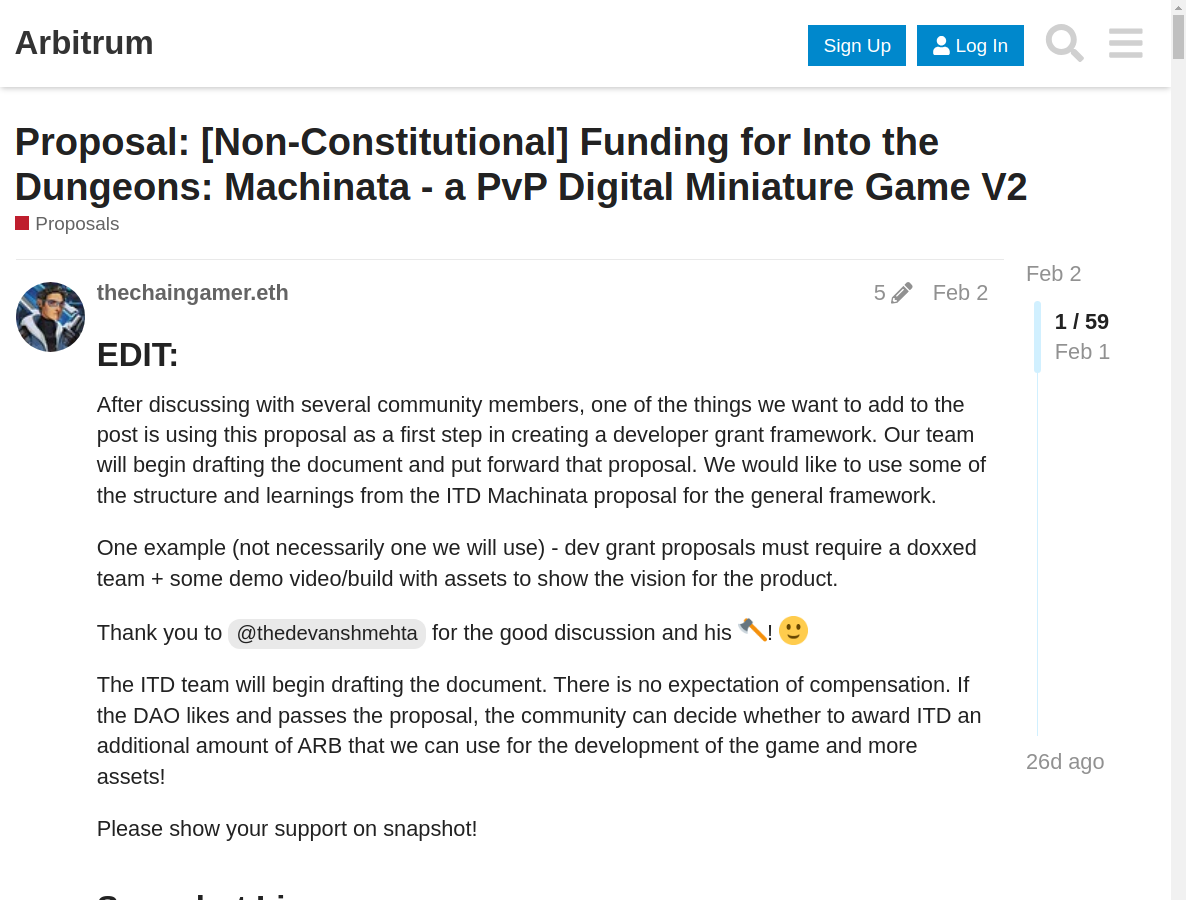 Arbitrum
Sign Up
Log In
Proposal: [Non-Constitutional] Funding for Into the
Dungeons: Machinata - a PvP Digital Miniature Game V2
Proposals
thechaingamer.eth
5
Feb 2
Feb 2
1 / 59
Feb 1
26d ago
EDIT:
After discussing with several community members, one of the things we want to add to the
post is using this proposal as a first step in creating a developer grant framework. Our team
will begin drafting the document and put forward that proposal. We would like to use some of
the structure and learnings from the ITD Machinata proposal for the general framework.
One example (not necessarily one we will use) - dev grant proposals must require a doxxed
team + some demo video/build with assets to show the vision for the product.
Thank you to @thedevanshmehta for the good discussion and his 🪓! 🙂
The ITD team will begin drafting the document. There is no expectation of compensation. If
the DAO likes and passes the proposal, the community can decide whether to award ITD an
additional amount of ARB that we can use for the development of the game and more
assets!
Please show your support on snapshot!